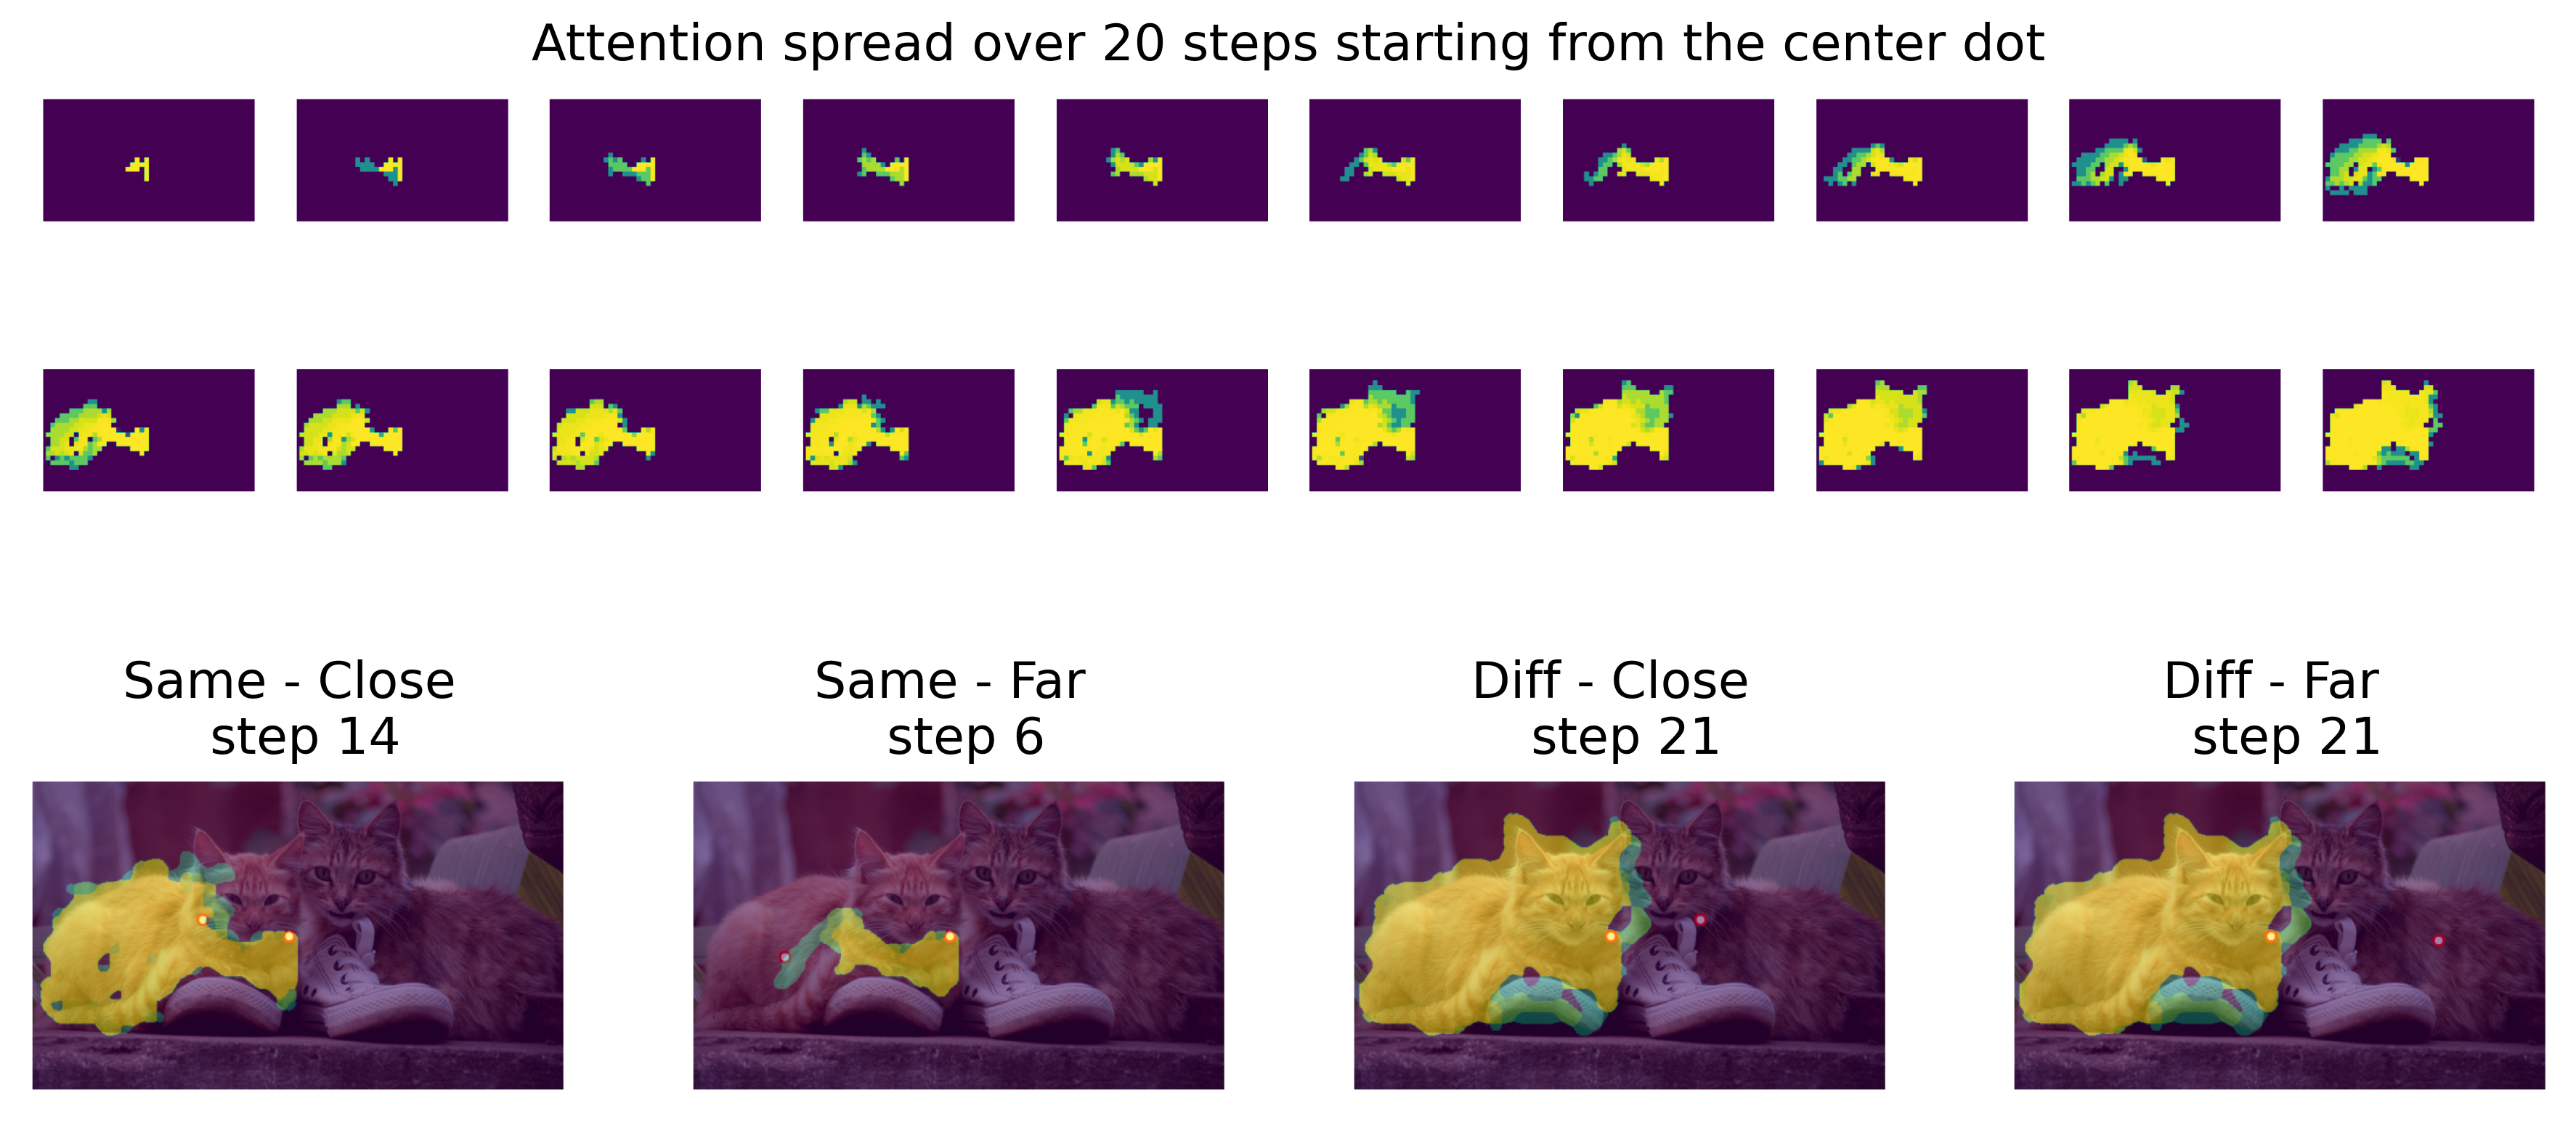 Attention spread over 20 steps starting from the center dot
Same - Close
step 14
Same - Far
step 6
Diff - Close
step 21
Diff - Far
step 21